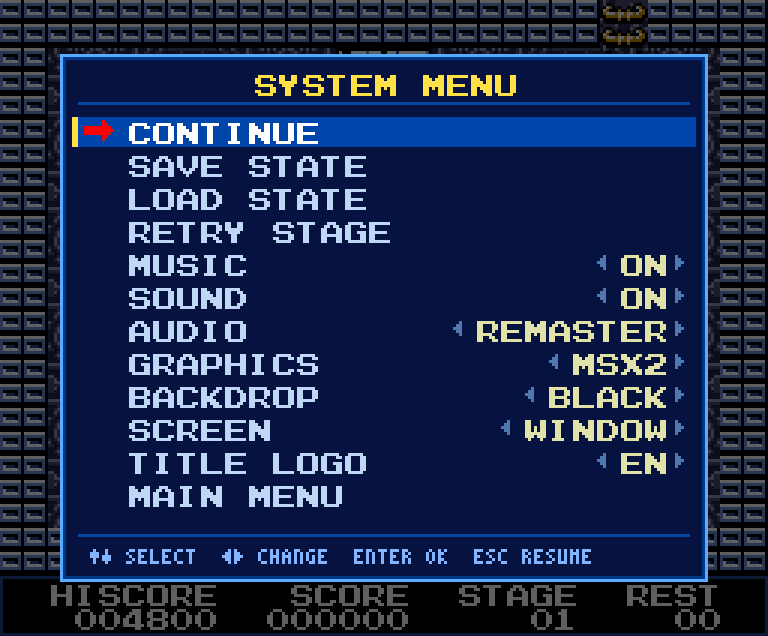 SYSTEM MENU
CONTINUE
SAVE STATE
LOAD STATE
RETRY STAGE
MUSIC ON
SOUND ON
AUDIO REMASTER
GRAPHICS MSX2
BACKDROP BLACK
SCREEN WINDOW
TITLE LOGO EN
MAIN MENU
SELECT CHANGE ENTER OK ESC RESUME
HISCORE SCORE STAGE REST
004800 000000 01 00